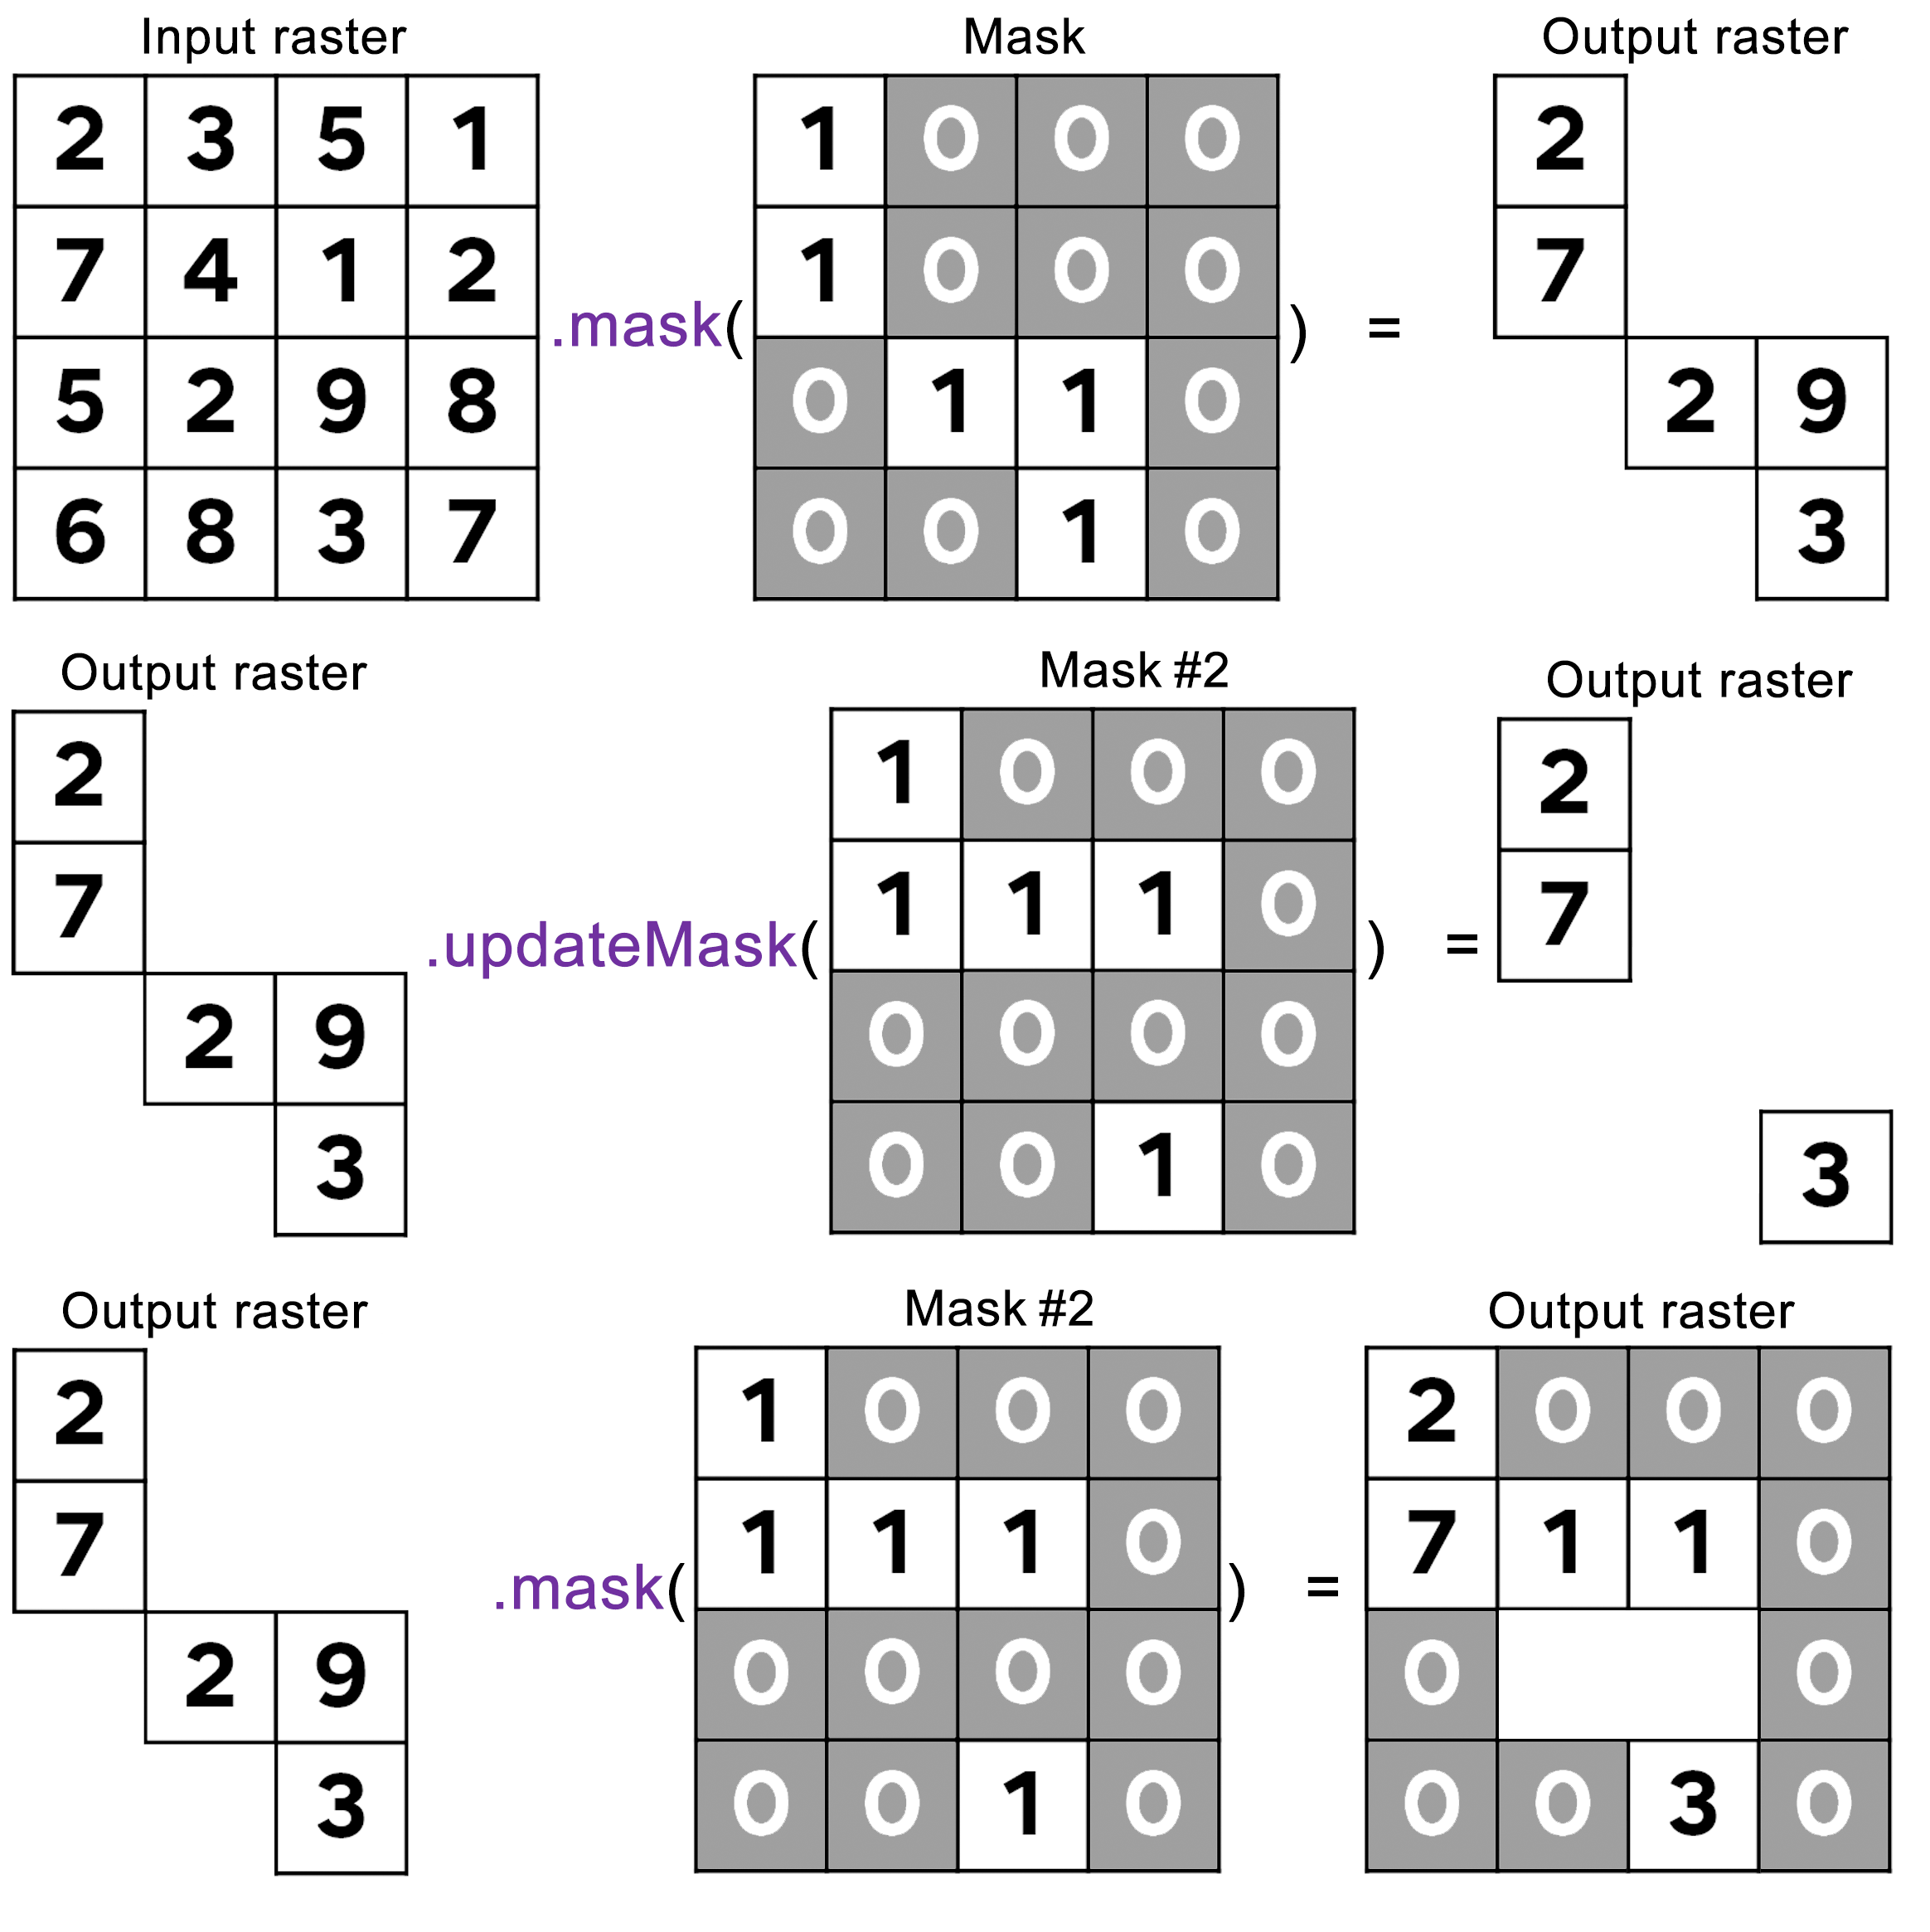 Input raster Mask Output raster
2 3 5 1 1 0 0 0 2
7 4 1 2 1 0 0 0 7
.mask( ) =
5 2 9 8 0 1 1 0 2 9
6 8 3 7 0 0 1 0 3
Output raster Mask #2 Output raster
2 1 0 0 0 2
7 1 1 1 0 7
.updateMask( ) =
2 9 0 0 0 0
3 0 0 1 0 3
Output raster Mask #2 Output raster
2 1 0 0 0 2 0 0 0
7 1 1 1 0 7 1 1 0
.mask( ) =
2 9 0 0 0 0 0 0
3 0 0 1 0 0 0 3 0